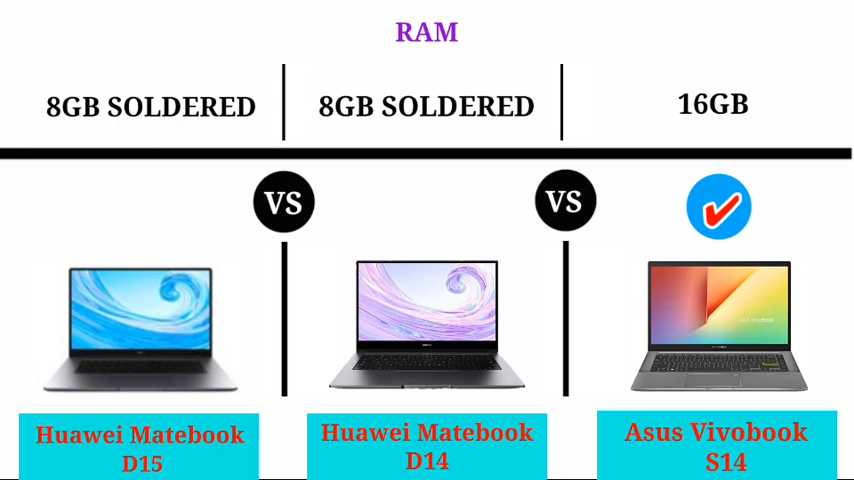 RAM
8GB SOLDERED
8GB SOLDERED
16GB
VS
VS
Huawei Matebook
D15
Huawei Matebook
D14
Asus Vivobook
S14